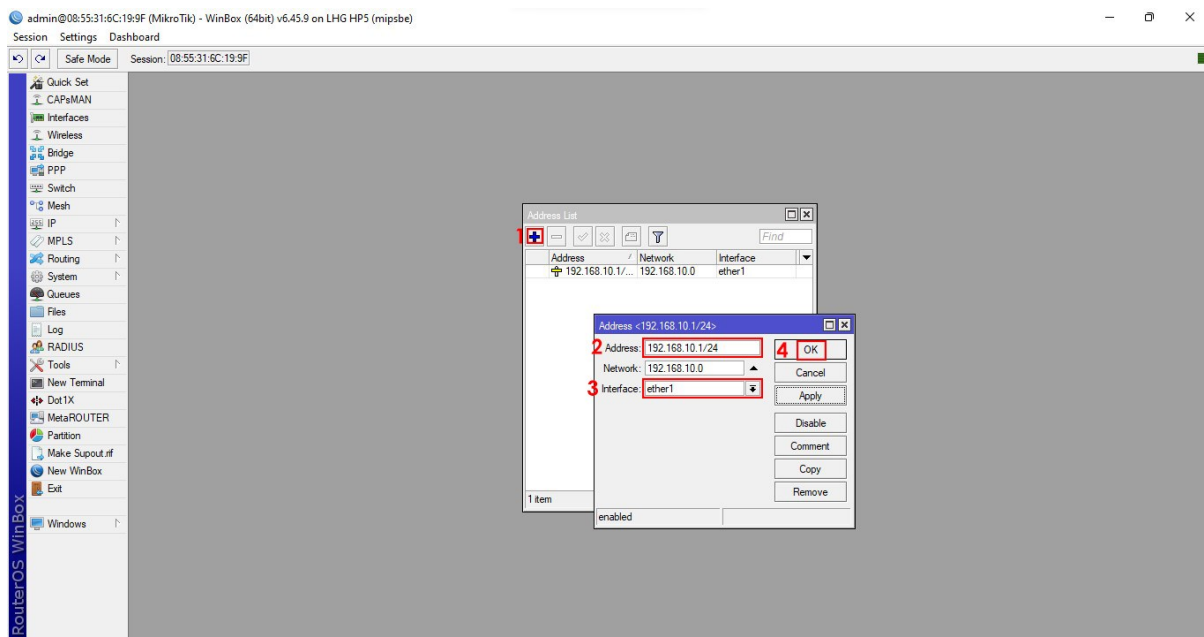 admin@08:55:31:6C:19:9F (MikroTik) - WinBox (64bit) v6.45.9 on LHG HP5 (mipsbe)
Session Settings Dashboard
Safe Mode Session: 08:55:31:6C:19:9F
Quick Set
CAPsMAN
Interfaces
Wireless
Bridge
PPP
Switch
Mesh
IP
MPLS
Routing
System
Queues
Files
Log
RADIUS
Tools
New Terminal
Dot1X
MetaROUTER
Partition
Make Supout.rif
New WinBox
Exit
Windows
RouterOS WinBox
Address List
1 Find
Address / Network Interface
192.168.10.1/... 192.168.10.0 ether1
1 item
Address <192.168.10.1/24>
2 Address: 192.168.10.1/24 4 OK
Network: 192.168.10.0 Cancel
3 Interface: ether1 Apply
Disable
Comment
Copy
Remove
enabled